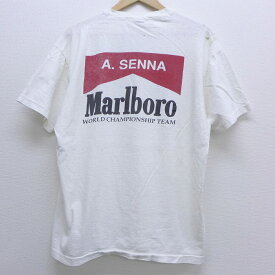 A. SENNA
Marlboro
WORLD CHAMPIONSHIP TEAM